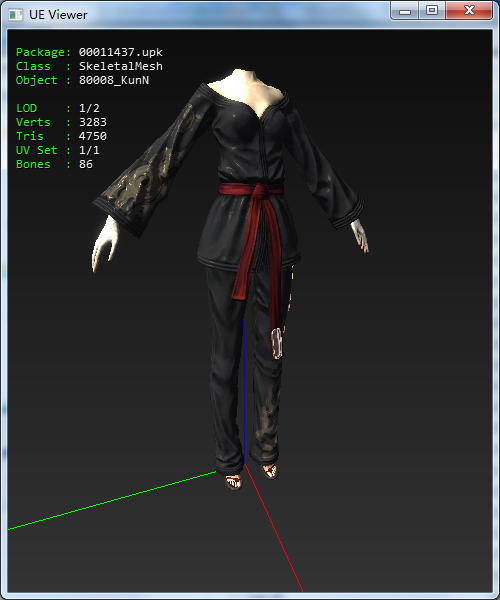 UE Viewer
Package: 00011437.upk
Class  : SkeletalMesh
Object : 80008_KunN
LOD    : 1/2
Verts  : 3283
Tris   : 4750
UV Set : 1/1
Bones  : 86